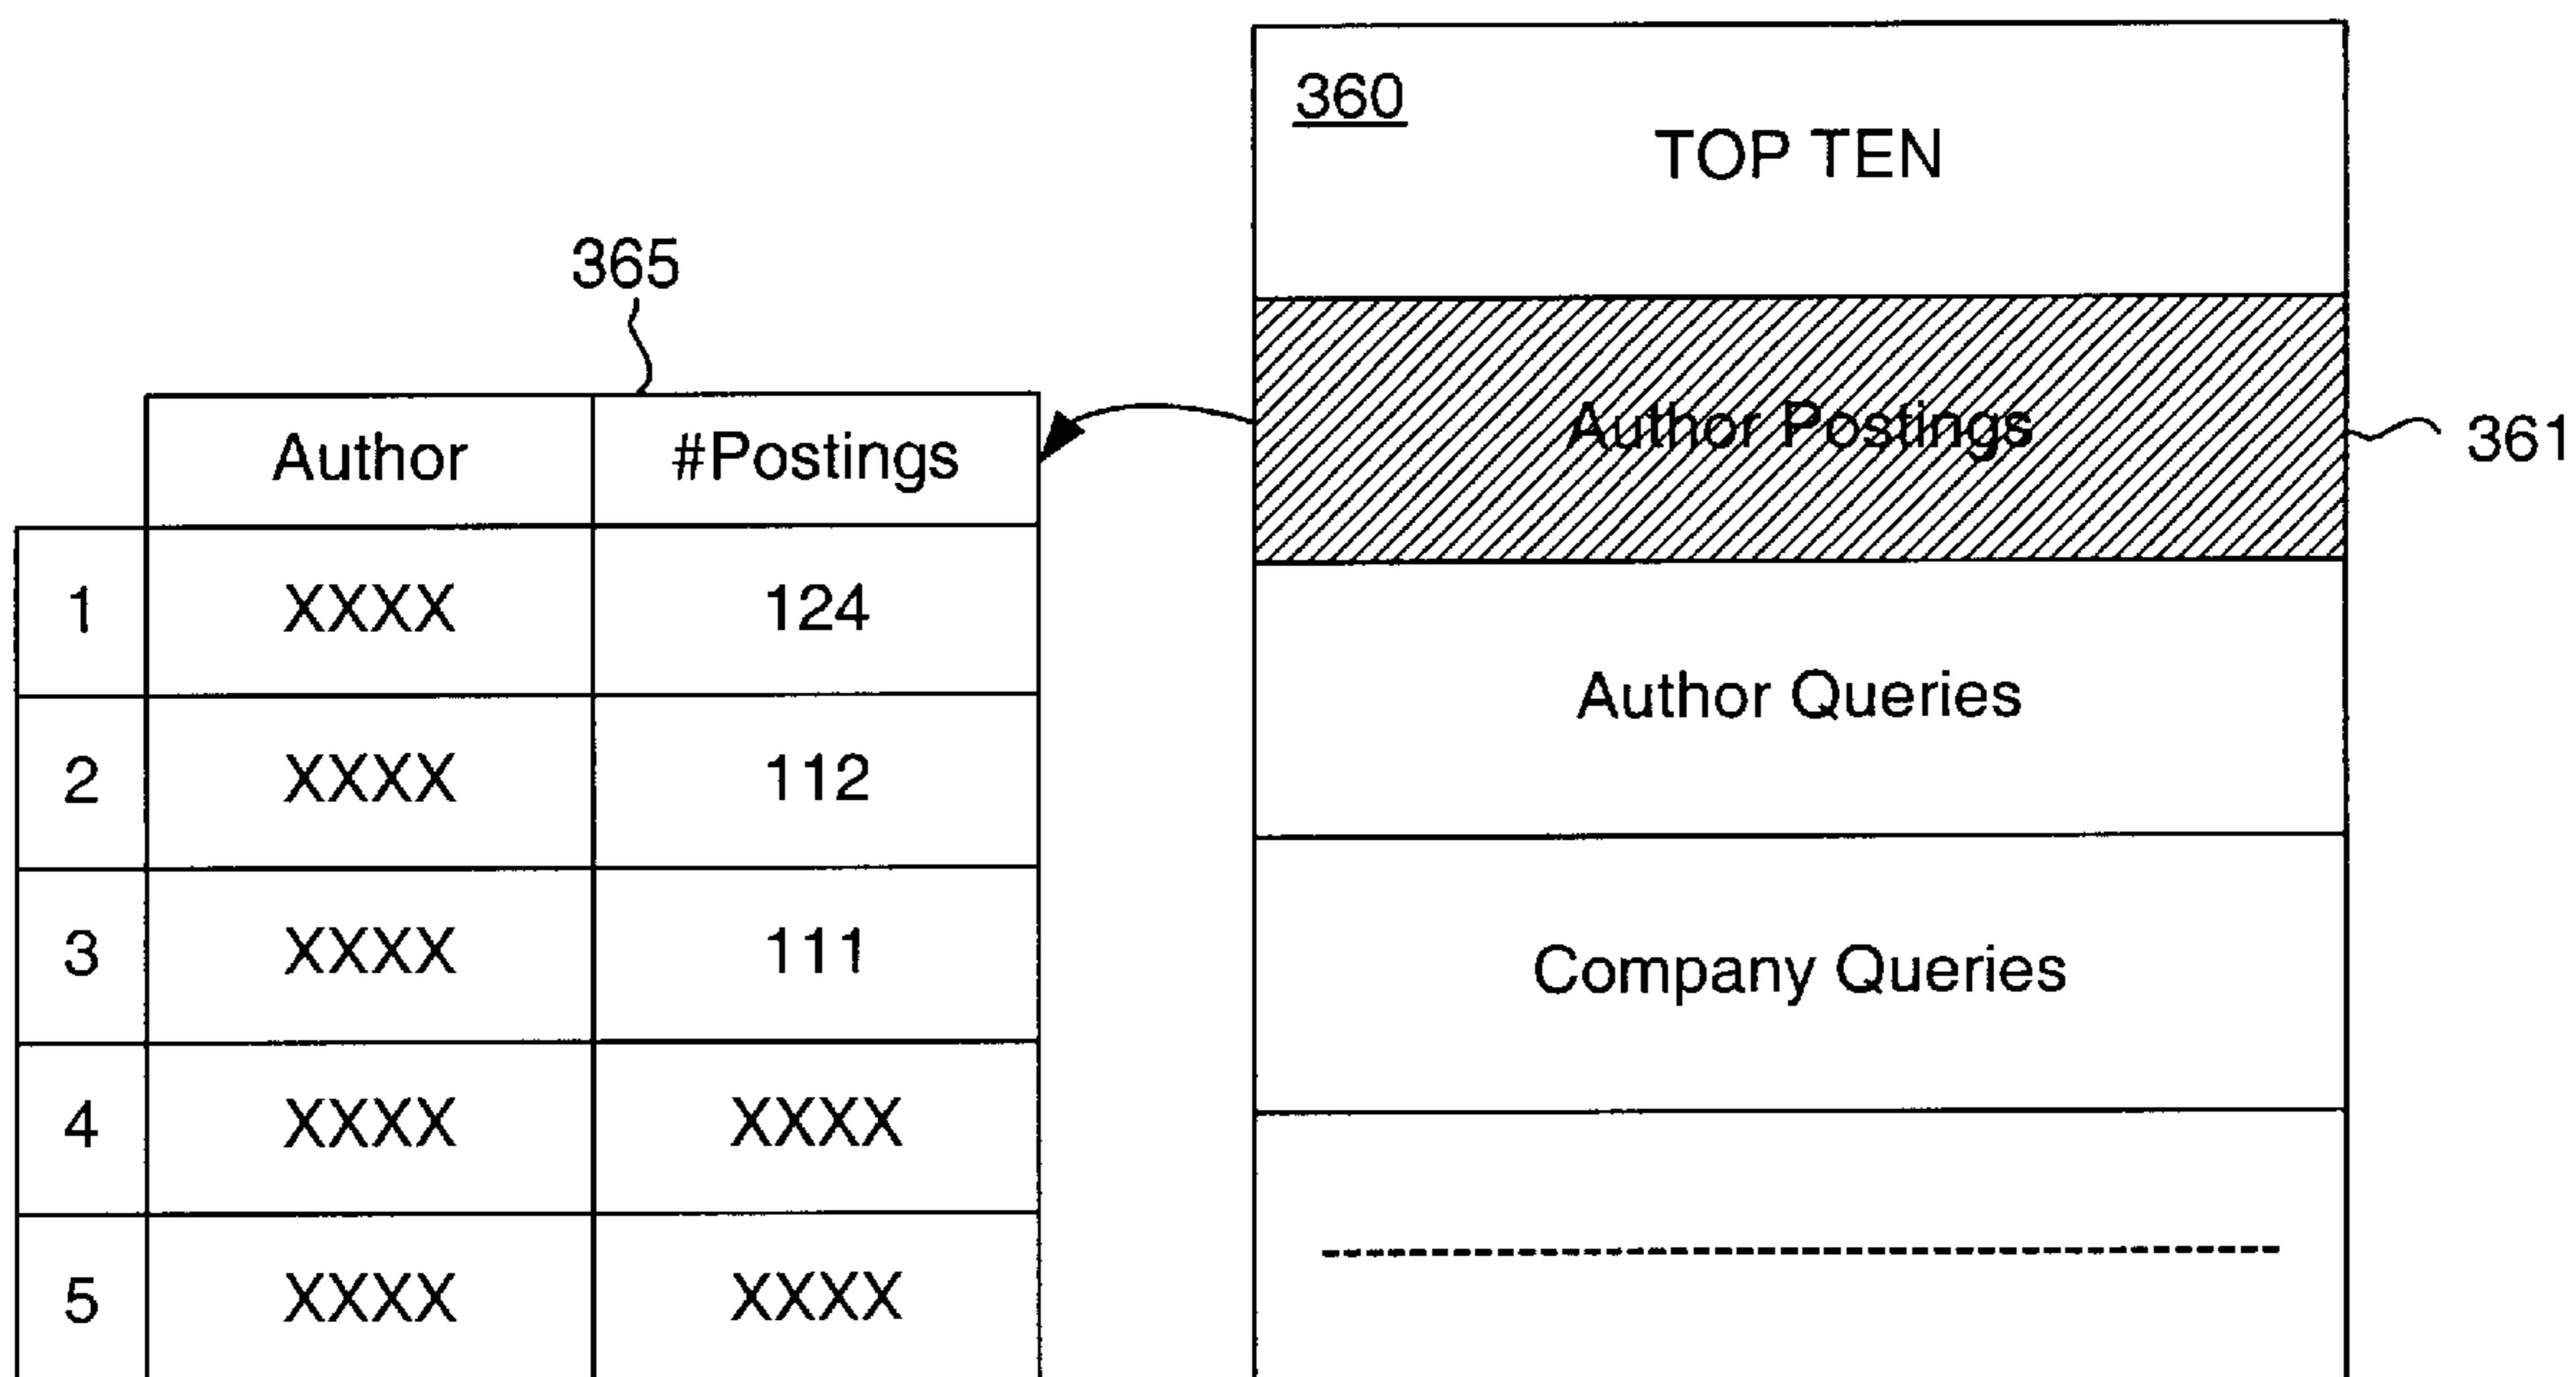 360
TOP TEN
365
Author Postings
361
Author #Postings
1 XXXX 124
Author Queries
2 XXXX 112
3 XXXX 111
Company Queries
4 XXXX XXXX
5 XXXX XXXX